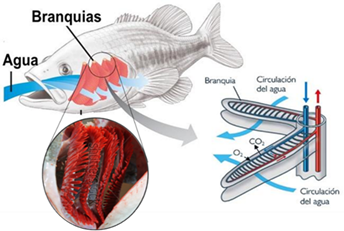 Branquias
Agua
Branquia
Circulación
del agua
CO₂
O₂
Circulación
del agua